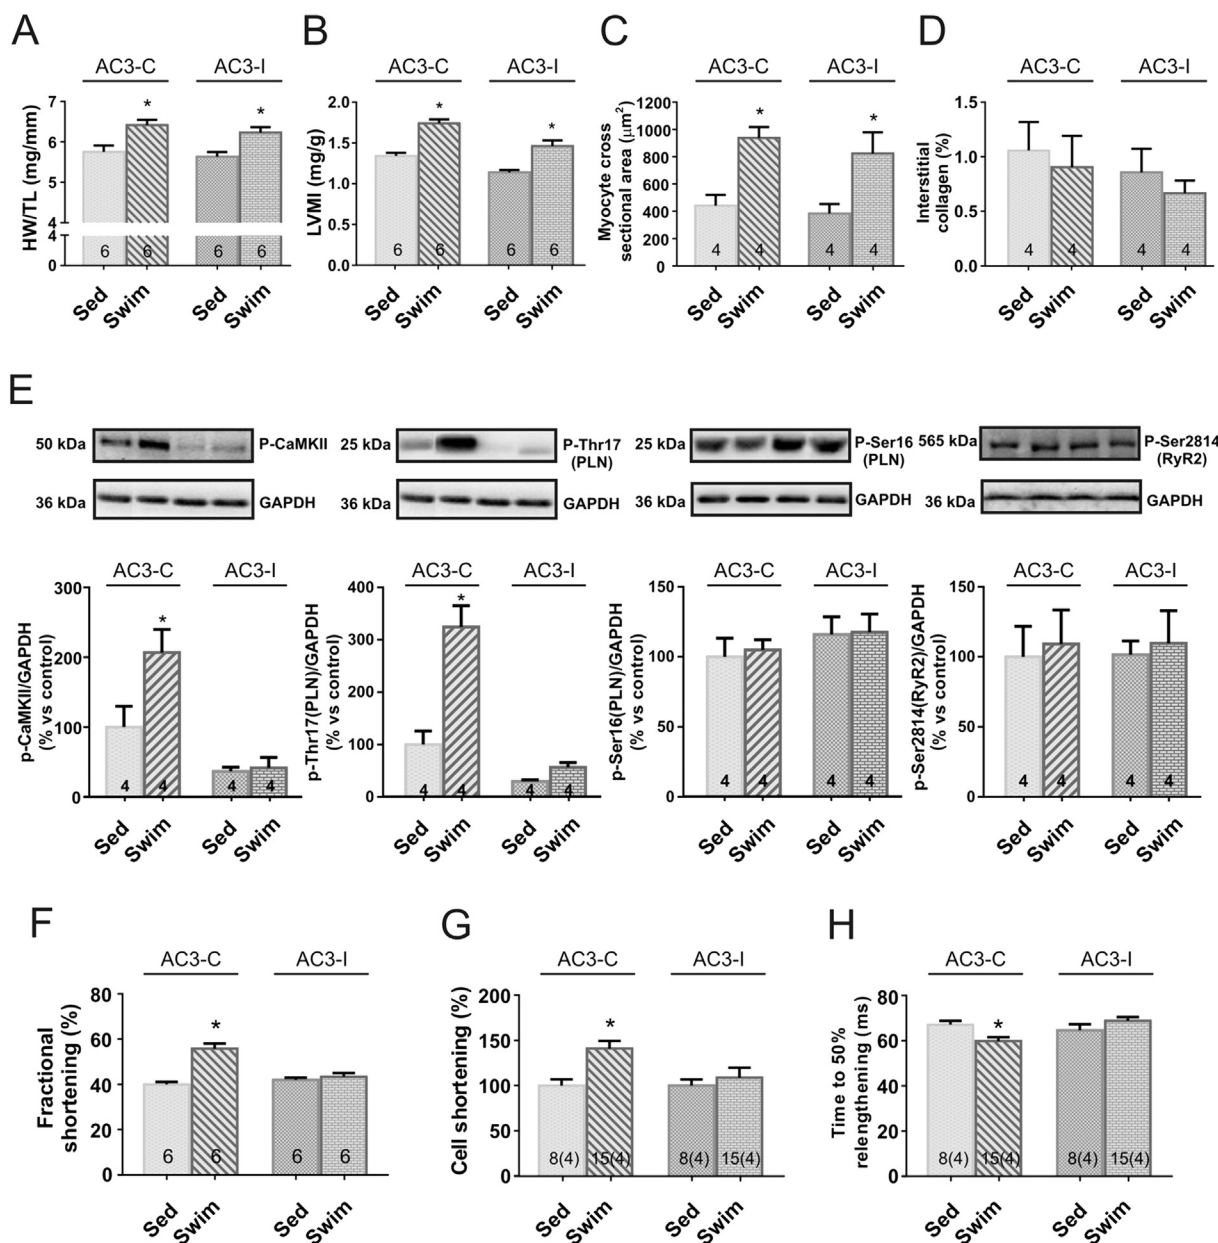 A
AC3-C AC3-I
HW/TL (mg/mm)
7
6
5
4
4
0
*
*
6 6 6 6
Sed Swim Sed Swim
B
AC3-C AC3-I
LVMI (mg/g)
2.0
1.5
1.0
0.5
0.0
*
*
6 6 6 6
Sed Swim Sed Swim
C
AC3-C AC3-I
Myocyte cross
sectional area (μm²)
1200
1000
800
600
400
200
0
*
*
4 4 4 4
Sed Swim Sed Swim
D
AC3-C AC3-I
Interstitial
collagen (%)
1.5
1.0
0.5
0.0
4 4 4 4
Sed Swim Sed Swim
E
50 kDa P-CaMKII
36 kDa GAPDH
25 kDa P-Thr17
(PLN)
36 kDa GAPDH
25 kDa P-Ser16
(PLN)
36 kDa GAPDH
565 kDa P-Ser2814
(RyR2)
36 kDa GAPDH
AC3-C AC3-I
p-CaMKII/GAPDH
(% vs control)
300
200
100
0
*
4 4 4 4
Sed Swim Sed Swim
AC3-C AC3-I
p-Thr17(PLN)/GAPDH
(% vs control)
400
300
200
100
0
*
4 4 4 4
Sed Swim Sed Swim
AC3-C AC3-I
p-Ser16(PLN)/GAPDH
(% vs control)
150
100
50
0
4 4 4 4
Sed Swim Sed Swim
AC3-C AC3-I
p-Ser2814(RyR2)/GAPDH
(% vs control)
150
100
50
0
4 4 4 4
Sed Swim Sed Swim
F
AC3-C AC3-I
Fractional
shortening (%)
80
60
40
20
0
*
6 6 6 6
Sed Swim Sed Swim
G
AC3-C AC3-I
Cell shortening (%)
200
150
100
50
0
*
8(4) 15(4) 8(4) 15(4)
Sed Swim Sed Swim
H
AC3-C AC3-I
Time to 50%
relengthening (ms)
80
60
40
20
0
*
8(4) 15(4) 8(4) 15(4)
Sed Swim Sed Swim